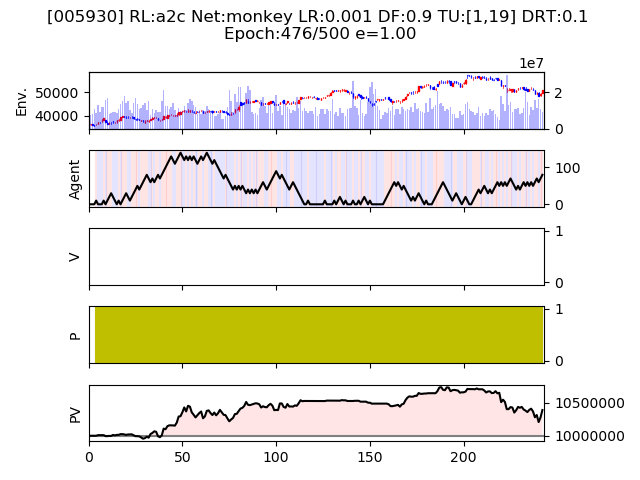 [005930] RL:a2c Net:monkey LR:0.001 DF:0.9 TU:[1,19] DRT:0.1
Epoch:476/500 e=1.00
1e7
Env.
50000
40000
2
0
Agent
100
0
V
1
0
P
1
0
PV
10500000
10000000
0 50 100 150 200